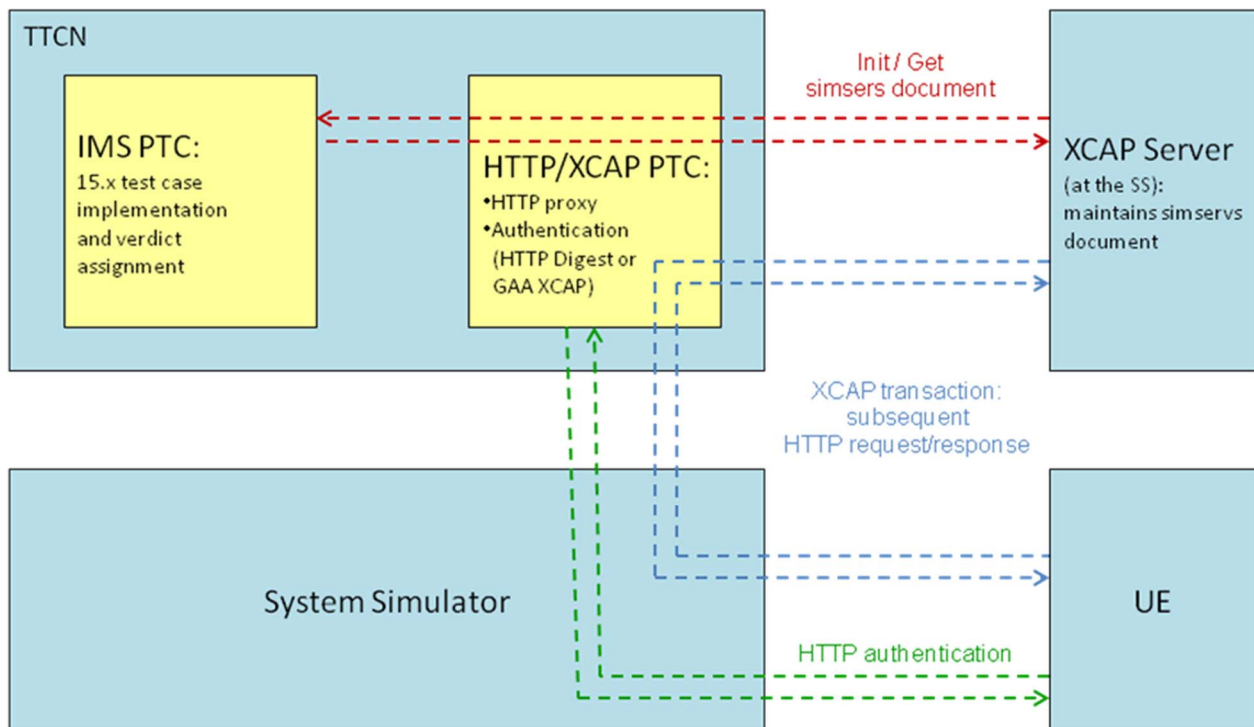 TTCN
IMS PTC:
15.x test case
implementation
and verdict
assignment
HTTP/XCAP PTC:
•HTTP proxy
•Authentication
(HTTP Digest or
GAA XCAP)
Init / Get
simsers document
XCAP Server
(at the SS):
maintains simservs
document
XCAP transaction:
subsequent
HTTP request/response
System Simulator
UE
HTTP authentication